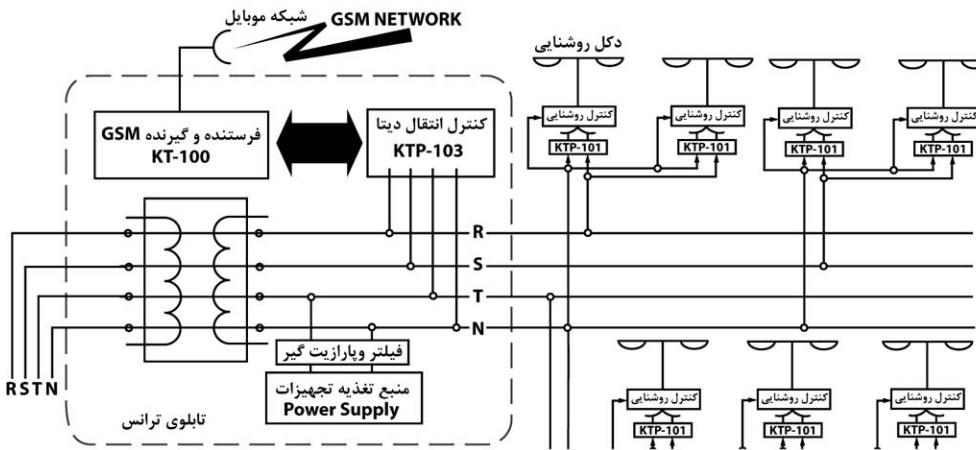 شبکه موبایل GSM NETWORK
فرستنده و گیرنده GSM
KT-100
کنترل انتقال دیتا
KTP-103
دکل روشنایی
کنترل روشنایی
KTP-101
کنترل روشنایی
KTP-101
کنترل روشنایی
KTP-101
کنترل روشنایی
KTP-101
R
S
T
N
R S T N
فیلتر وپارازیت گیر
منبع تغذیه تجهیزات
Power Supply
تابلوی ترانس
کنترل روشنایی
KTP-101
کنترل روشنایی
KTP-101
کنترل روشنایی
KTP-101